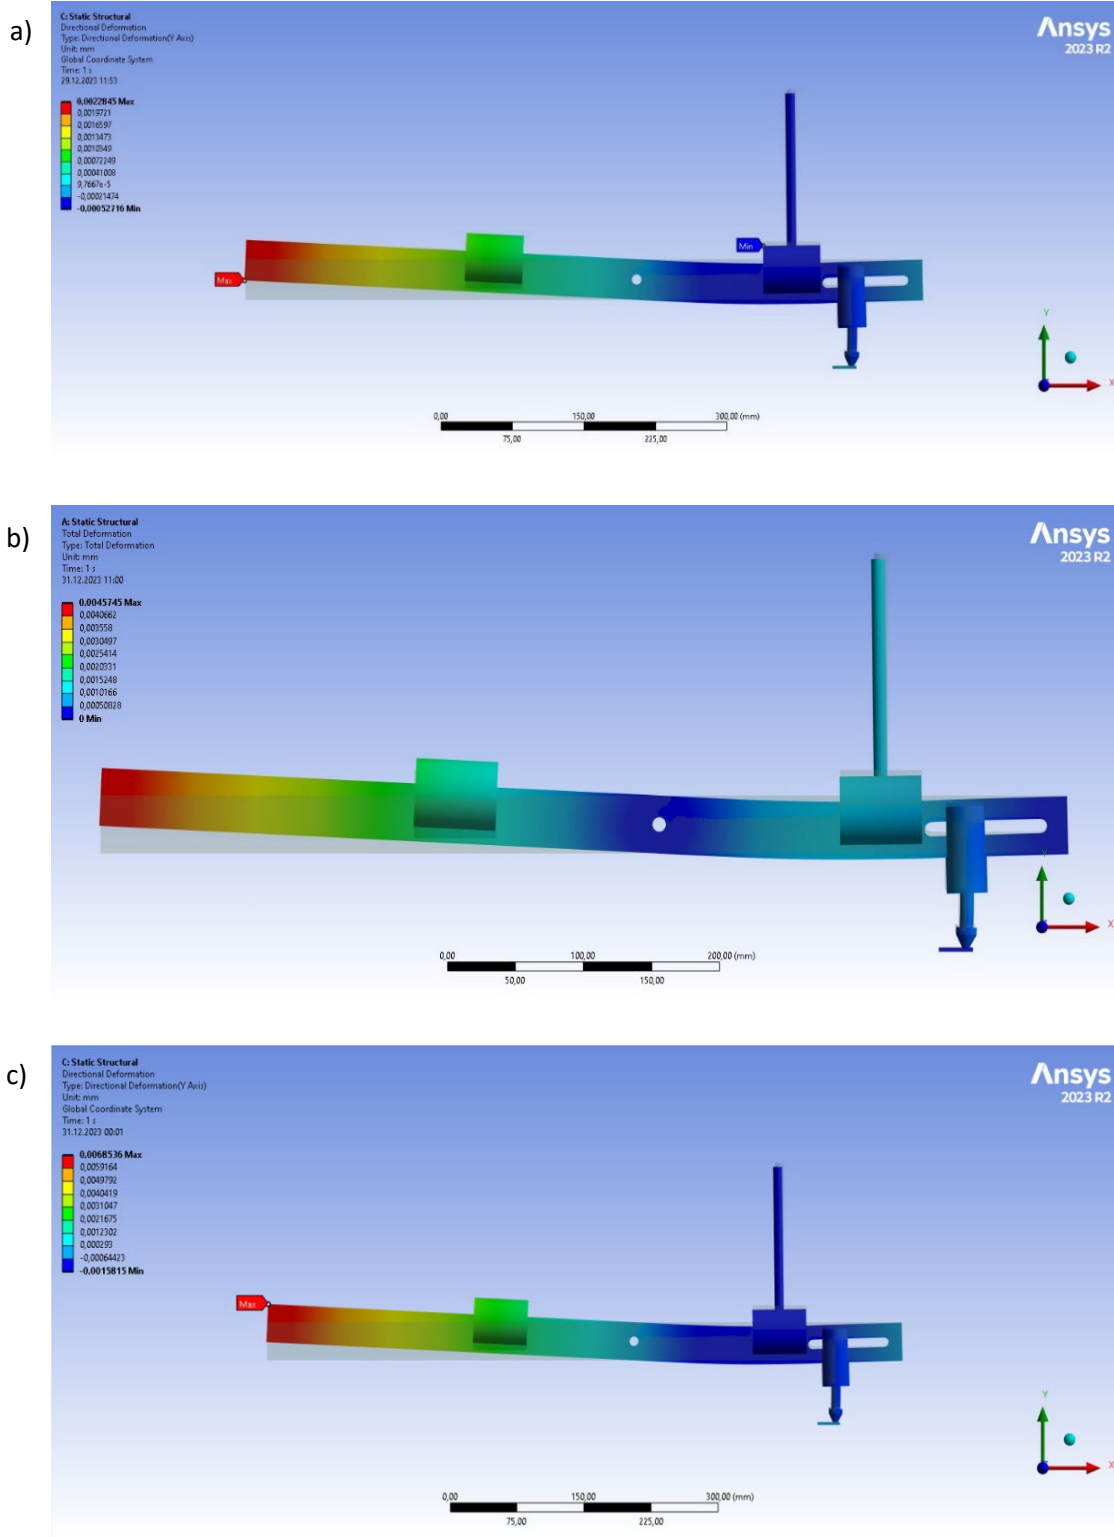 a)
C: Static Structural
Directional Deformation
Type: Directional Deformation(Y Axis)
Unit: mm
Global Coordinate System
Time: 1 s
29.12.2023 11:53
0,0022845 Max
0,0019721
0,0016597
0,0013473
0,0010349
0,00072249
0,00041008
9,7667e-5
-0,00021474
-0,00052716 Min
Ansys
2023 R2
Min
Max
Y
X
0,00 150,00 300,00 (mm)
75,00 225,00
b)
A: Static Structural
Total Deformation
Type: Total Deformation
Unit: mm
Time: 1 s
31.12.2023 11:00
0,0045745 Max
0,0040662
0,003558
0,0030497
0,0025414
0,0020331
0,0015248
0,0010166
0,00050828
0 Min
Ansys
2023 R2
Y
X
0,00 100,00 200,00 (mm)
50,00 150,00
c)
C: Static Structural
Directional Deformation
Type: Directional Deformation(Y Axis)
Unit: mm
Global Coordinate System
Time: 1 s
31.12.2023 00:01
0,0068536 Max
0,0059164
0,0049792
0,0040419
0,0031047
0,0021675
0,0012302
0,000293
-0,00064423
-0,0015815 Min
Ansys
2023 R2
Max
Y
X
0,00 150,00 300,00 (mm)
75,00 225,00